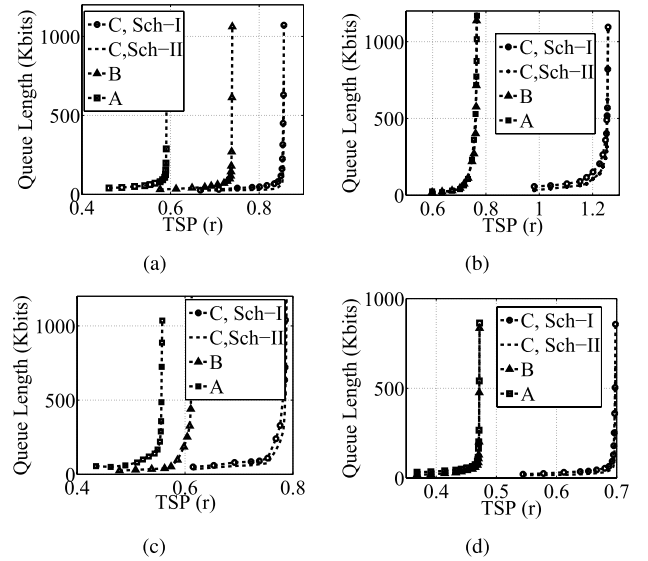 Queue Length (Kbits)
1000
500
0
C, Sch−I
C,Sch−II
B
A
0.4 0.6 0.8
TSP (r)
(a)
Queue Length (Kbits)
1000
500
0
C, Sch−I
C,Sch−II
B
A
0.6 0.8 1 1.2
TSP (r)
(b)
Queue Length (Kbits)
1000
500
0
C, Sch−I
C,Sch−II
B
A
0.4 0.6 0.8
TSP (r)
(c)
Queue Length (Kbits)
1000
500
0
C, Sch−I
C, Sch−II
B
A
0.4 0.5 0.6 0.7
TSP (r)
(d)